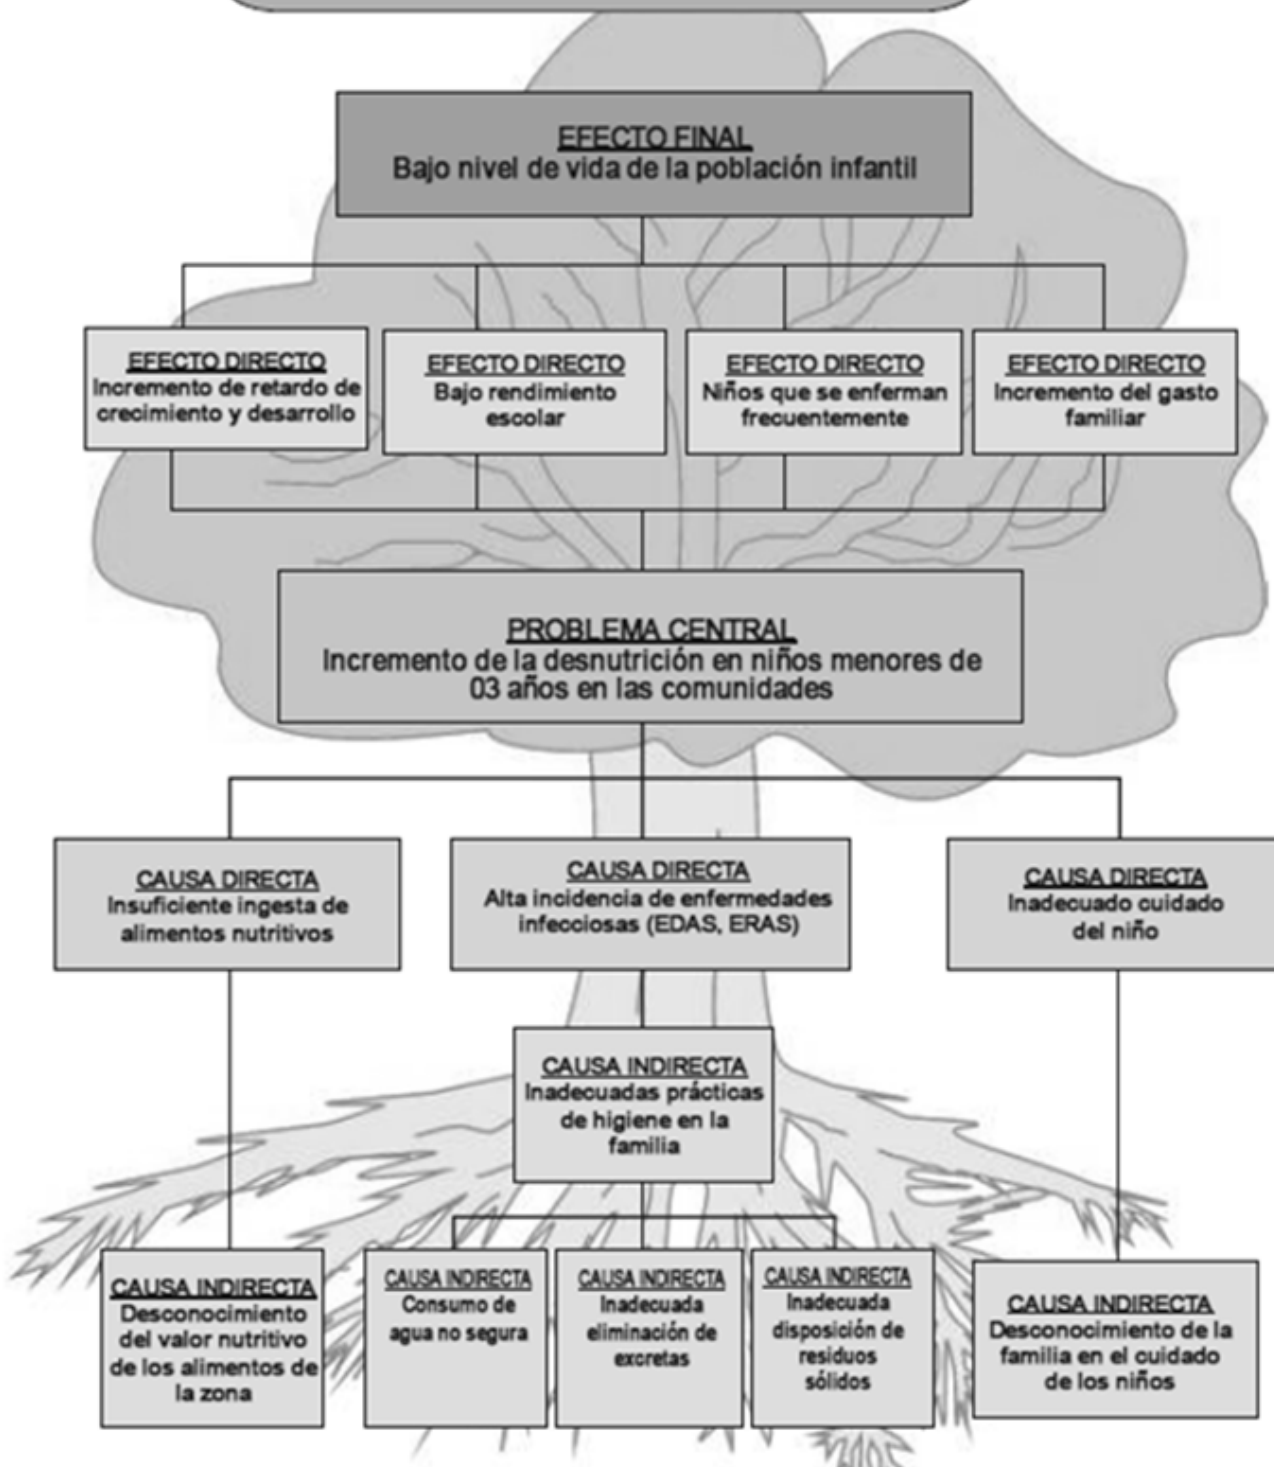 EFECTO FINAL
Bajo nivel de vida de la población infantil
EFECTO DIRECTO
Incremento de retardo de
crecimiento y desarrollo
EFECTO DIRECTO
Bajo rendimiento
escolar
EFECTO DIRECTO
Niños que se enferman
frecuentemente
EFECTO DIRECTO
Incremento del gasto
familiar
PROBLEMA CENTRAL
Incremento de la desnutrición en niños menores de
03 años en las comunidades
CAUSA DIRECTA
Insuficiente ingesta de
alimentos nutritivos
CAUSA DIRECTA
Alta incidencia de enfermedades
infecciosas (EDAS, ERAS)
CAUSA DIRECTA
Inadecuado cuidado
del niño
CAUSA INDIRECTA
Inadecuadas prácticas
de higiene en la
familia
CAUSA INDIRECTA
Desconocimiento
del valor nutritivo
de los alimentos de
la zona
CAUSA INDIRECTA
Consumo de
agua no segura
CAUSA INDIRECTA
Inadecuada
eliminación de
excretas
CAUSA INDIRECTA
Inadecuada
disposición de
residuos
sólidos
CAUSA INDIRECTA
Desconocimiento de la
familia en el cuidado
de los niños